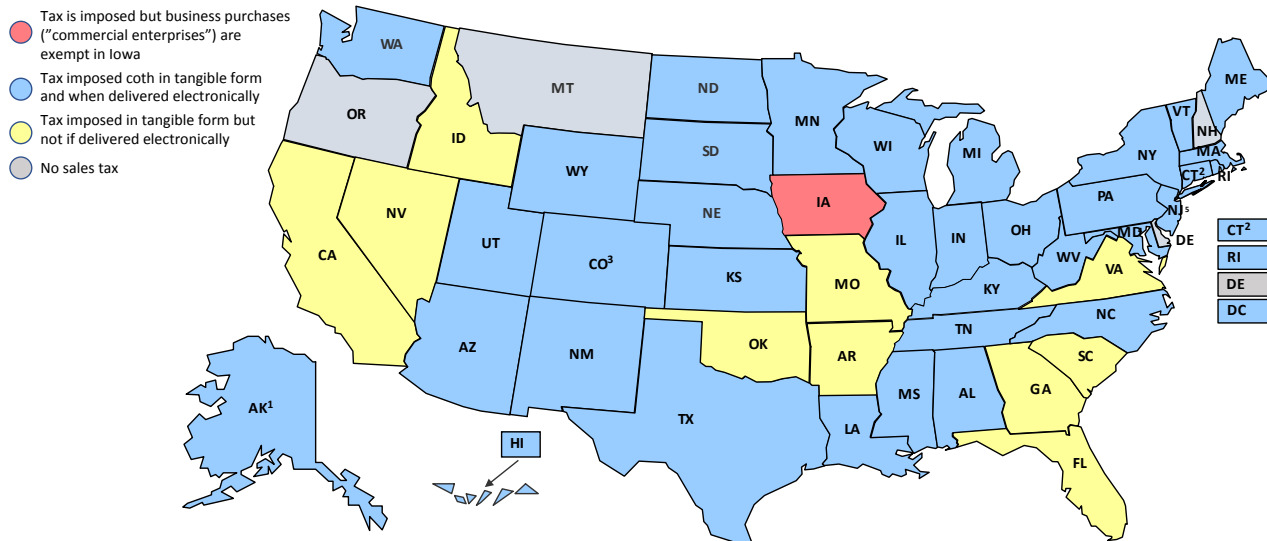 Tax is imposed but business purchases
(”commercial enterprises”) are
exempt in Iowa
Tax imposed coth in tangible form
and when delivered electronically
Tax imposed in tangible form but
not if delivered electronically
No sales tax
WA
MT
ND
MN
ME
OR
ID
SD
WI
MI
VT
NH
NY
MA
CT²
RI
WY
NE
IA
PA
NJ⁵
NV
UT
CO³
KS
IL
IN
OH
MD
DE
CT²
RI
DE
DC
CA
MO
WV
VA
KY
NC
AZ
NM
OK
AR
TN
SC
AK¹
TX
MS
AL
GA
LA
HI
FL